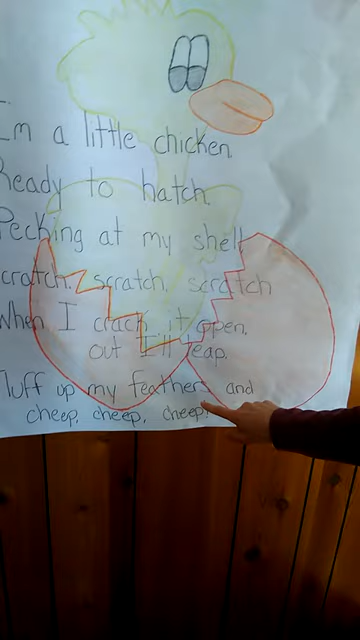 I'm a little chicken
Ready to hatch.
Pecking at my shell
scratch, scratch, scratch
When I crack it open.
out I'll leap.
fluff up my feathers and
cheep, cheep, cheep!